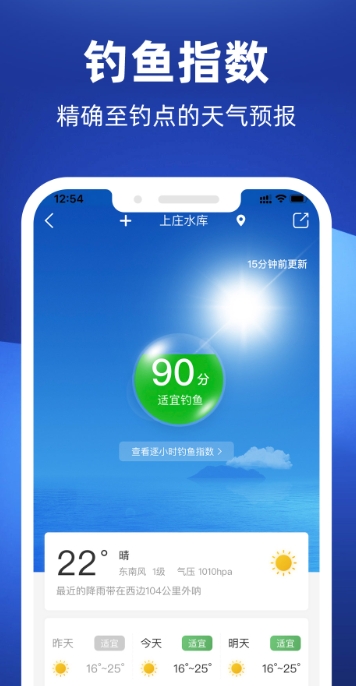 钓鱼指数
精确至钓点的天气预报
12:54
上庄水库
15分钟前更新
90分
适宜钓鱼
查看逐小时钓鱼指数 >
22° 晴
东南风 1级 气压 1010hpa
最近的降雨带在西边104公里外呐
昨天 适宜 今天 适宜 明天 适宜
16°~25° 16°~25° 16°~25°